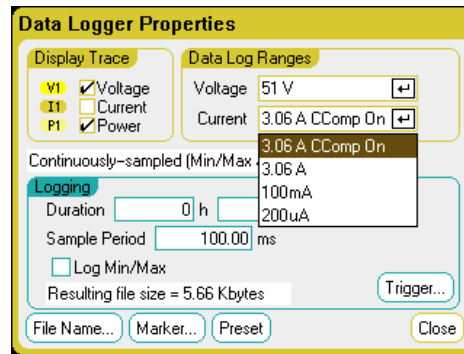 Data Logger Properties
Display Trace
Data Log Ranges
V1 Voltage
I1 Current
P1 Power
Voltage 51 V
Current 3.06 A CComp On
3.06 A CComp On
3.06 A
100mA
200uA
Continuously-sampled (Min/Max
Logging
Duration 0 h
Sample Period 100.00 ms
Log Min/Max
Resulting file size = 5.66 Kbytes
Trigger...
File Name... Marker... Preset Close